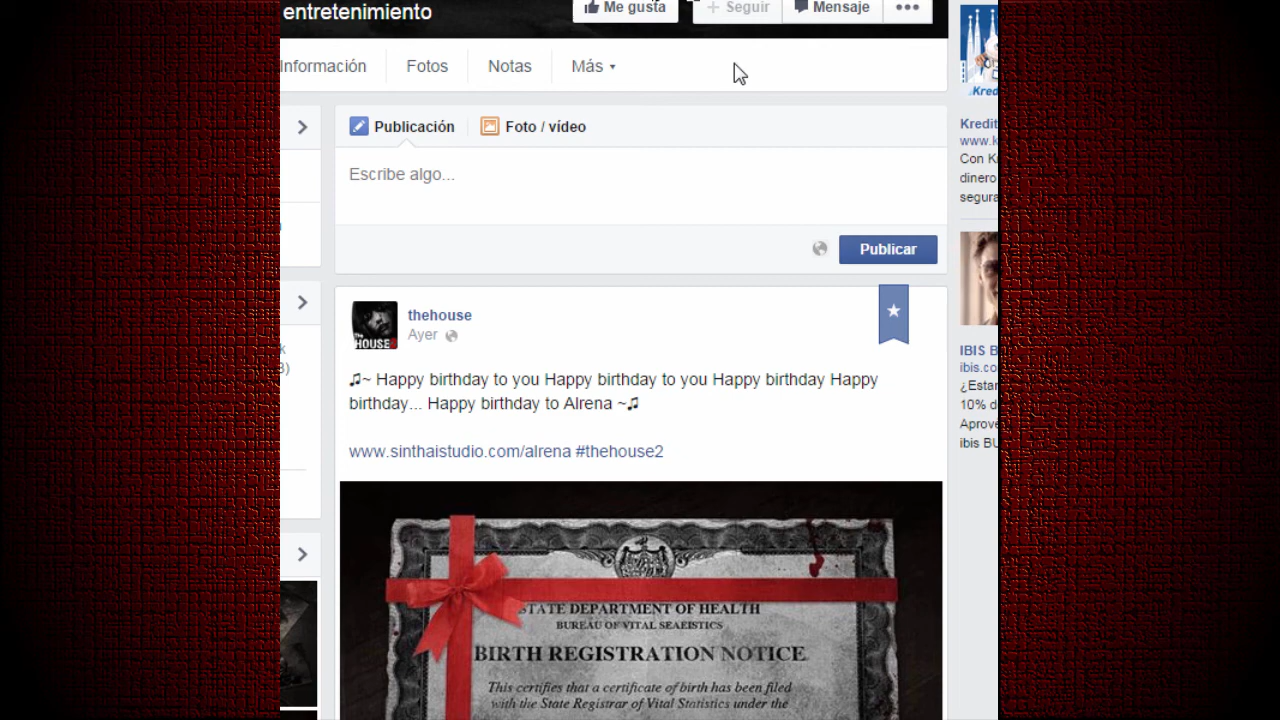 entretenimiento
Me gusta
Seguir
Mensaje
Información
Fotos
Notas
Más
Publicación
Foto / vídeo
Escribe algo...
Publicar
thehouse
Ayer
HOUSE
♫~ Happy birthday to you Happy birthday to you Happy birthday Happy
birthday... Happy birthday to Alrena ~♫
www.sinthaistudio.com/alrena #thehouse2
STATE DEPARTMENT OF HEALTH
BUREAU OF VITAL SEAEISTICS
BIRTH REGISTRATION NOTICE
This certifies that a certificate of birth has been filed
with the State Registrar of Vital Statistics under the
Kred
Kredit
www.k
Con K
dinero
segura
IBIS B
ibis.co
¿Estar
10% d
Aprove
ibis BU